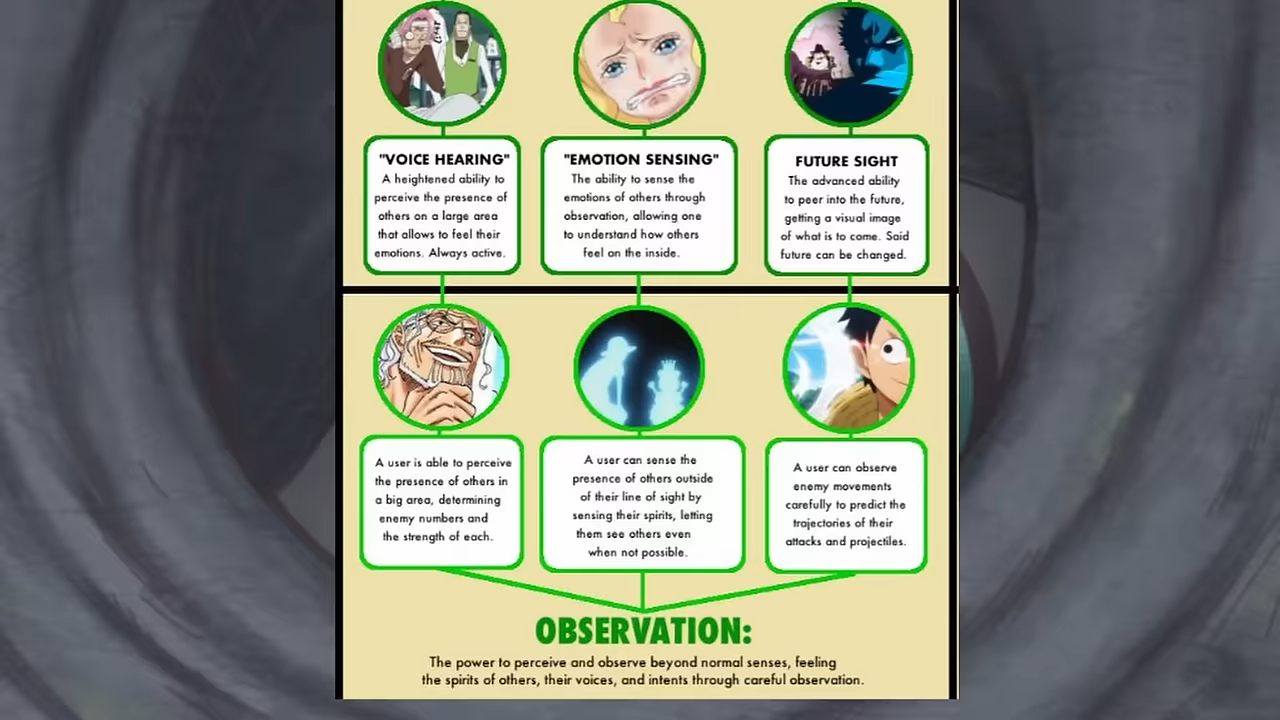 "VOICE HEARING"
A heightened ability to
perceive the presence of
others on a large area
that allows to feel their
emotions. Always active.
"EMOTION SENSING"
The ability to sense the
emotions of others through
observation, allowing one
to understand how others
feel on the inside.
FUTURE SIGHT
The advanced ability
to peer into the future,
getting a visual image
of what is to come. Said
future can be changed.
A user is able to perceive
the presence of others in
a big area, determining
enemy numbers and
the strength of each.
A user can sense the
presence of others outside
of their line of sight by
sensing their spirits, letting
them see others even
when not possible.
A user can observe
enemy movements
carefully to predict the
trajectories of their
attacks and projectiles.
OBSERVATION:
The power to perceive and observe beyond normal senses, feeling
the spirits of others, their voices, and intents through careful observation.